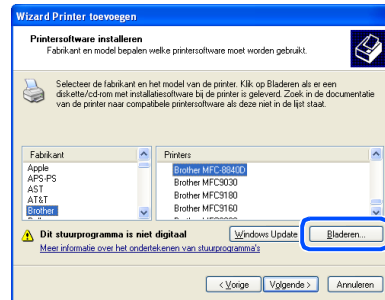 Wizard Printer toevoegen
Printersoftware installeren
Fabrikant en model bepalen welke printersoftware moet worden gebruikt.
Selecteer de fabrikant en het model van de printer. Klik op Bladeren als er een
diskette/cd-rom met installatiesoftware bij de printer is geleverd. Zoek in de documentatie
van de printer naar compatibele printersoftware als deze niet in de lijst staat.
Fabrikant
Apple
APS-PS
AST
AT&T
Brother
Printers
Brother MFC-8840D
Brother MFC9030
Brother MFC9180
Brother MFC9160
Dit stuurprogramma is niet digitaal
Meer informatie over het ondertekenen van stuurprogramma's
Windows Update
Bladeren...
< Vorige
Volgende >
Annuleren